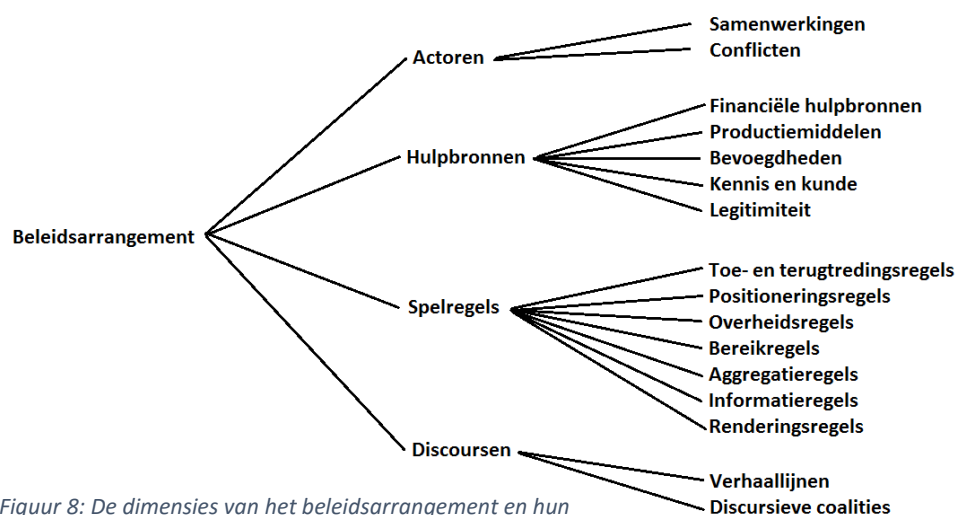 Samenwerkingen
Actoren
Conflicten
Financiële hulpbronnen
Productiemiddelen
Hulpbronnen
Bevoegdheden
Kennis en kunde
Legitimiteit
Beleidsarrangement
Toe- en terugtredingsregels
Positioneringsregels
Spelregels
Overheidsregels
Bereikregels
Aggregatieregels
Informatieregels
Renderingsregels
Discoursen
Verhaallijnen
Discursieve coalities
Figuur 8: De dimensies van het beleidsarrangement en hun